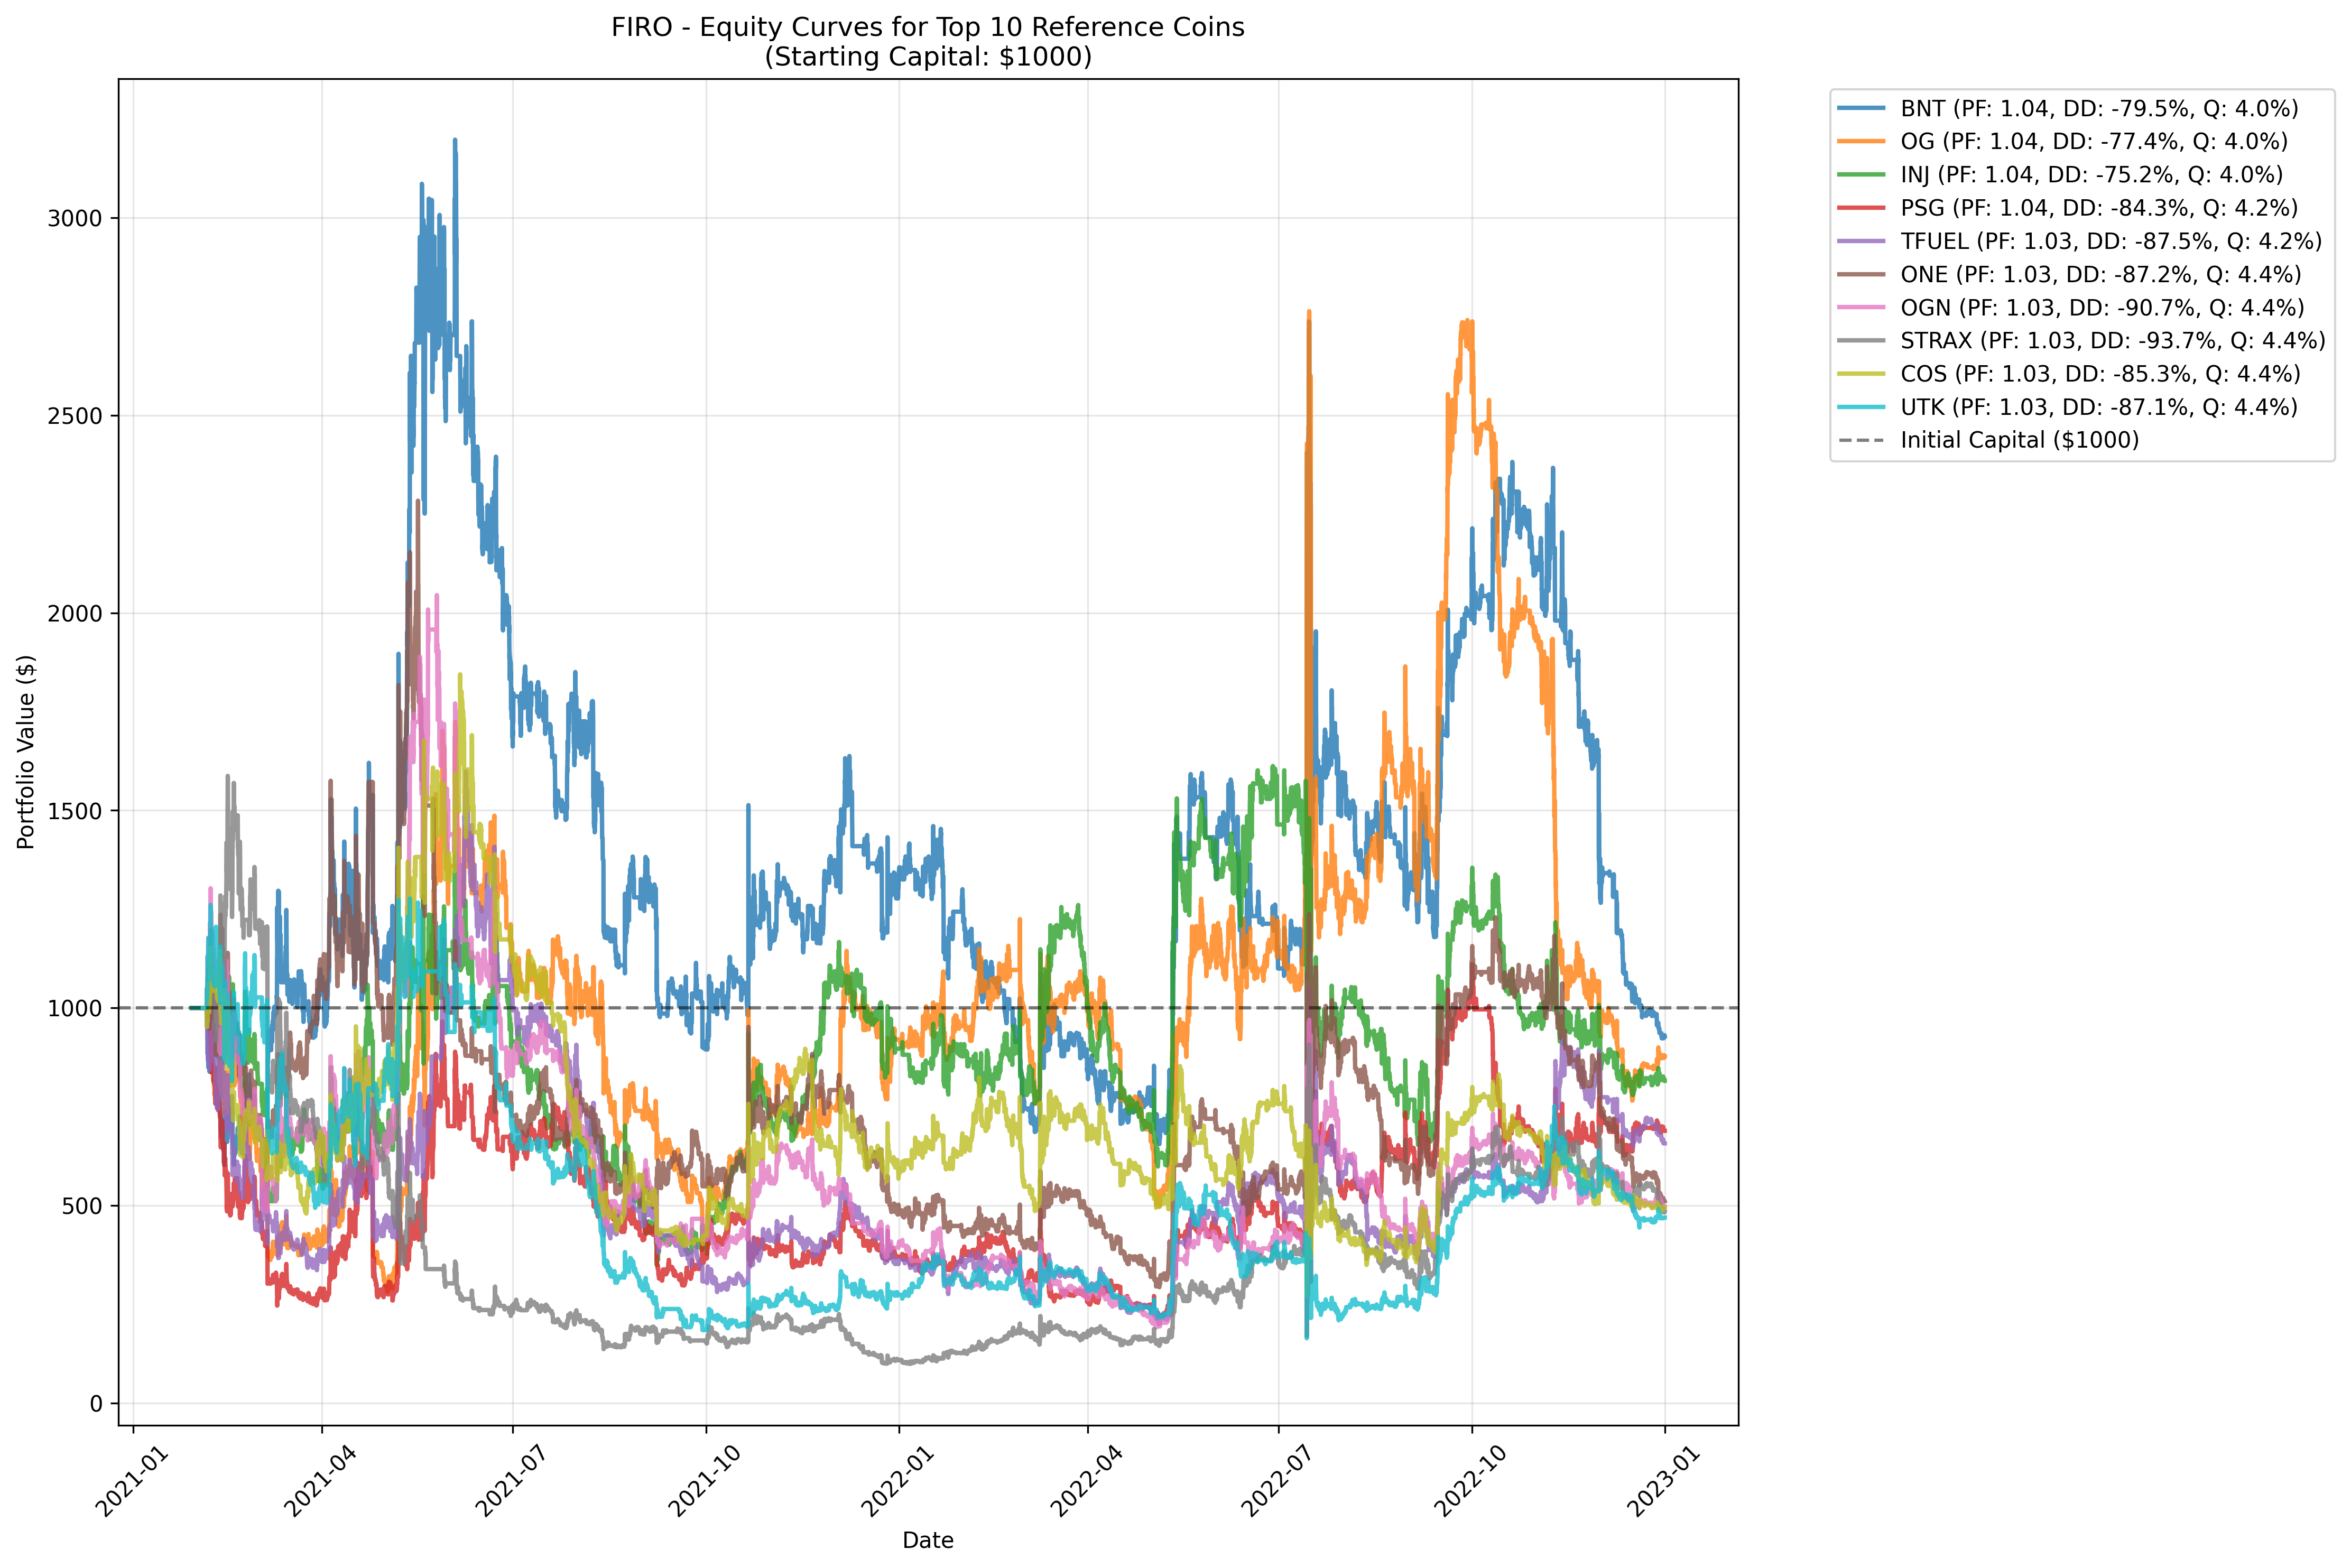 FIRO - Equity Curves for Top 10 Reference Coins
(Starting Capital: $1000)
BNT (PF: 1.04, DD: -79.5%, Q: 4.0%)
OG (PF: 1.04, DD: -77.4%, Q: 4.0%)
INJ (PF: 1.04, DD: -75.2%, Q: 4.0%)
PSG (PF: 1.04, DD: -84.3%, Q: 4.2%)
TFUEL (PF: 1.03, DD: -87.5%, Q: 4.2%)
ONE (PF: 1.03, DD: -87.2%, Q: 4.4%)
OGN (PF: 1.03, DD: -90.7%, Q: 4.4%)
STRAX (PF: 1.03, DD: -93.7%, Q: 4.4%)
COS (PF: 1.03, DD: -85.3%, Q: 4.4%)
UTK (PF: 1.03, DD: -87.1%, Q: 4.4%)
Initial Capital ($1000)
Portfolio Value ($)
3000
2500
2000
1500
1000
500
0
2021-01
2021-04
2021-07
2021-10
2022-01
2022-04
2022-07
2022-10
2023-01
Date